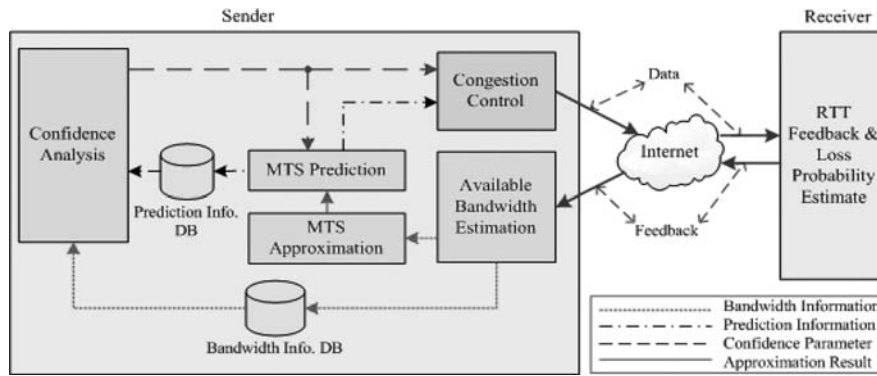 Sender
Receiver
Confidence
Analysis
Congestion
Control
Data
Internet
RTT
Feedback &
Loss
Probability
Estimate
MTS Prediction
Prediction Info.
DB
MTS
Approximation
Available
Bandwidth
Estimation
Feedback
Bandwidth Info. DB
Bandwidth Information
Prediction Information
Confidence Parameter
Approximation Result